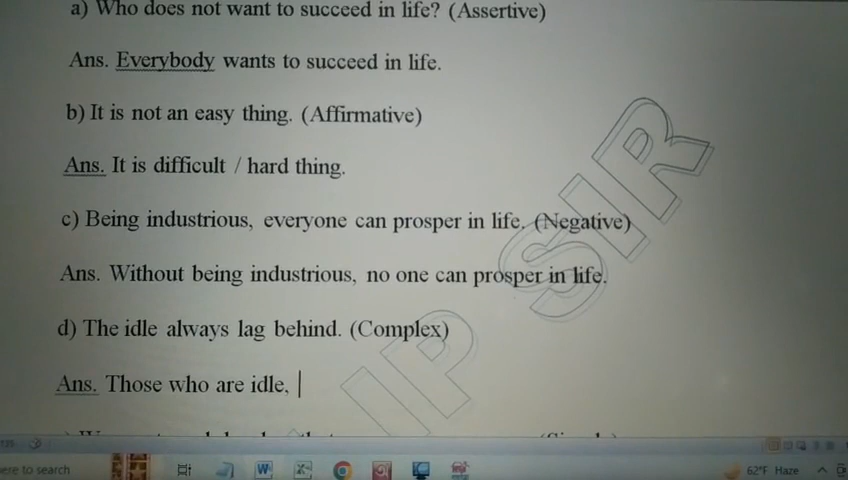 a) Who does not want to succeed in life? (Assertive)
Ans. Everybody wants to succeed in life.
b) It is not an easy thing. (Affirmative)
Ans. It is difficult / hard thing.
c) Being industrious, everyone can prosper in life. (Negative)
Ans. Without being industrious, no one can prosper in life.
d) The idle always lag behind. (Complex)
Ans. Those who are idle,
IP SIR
ere to search
62°F Haze